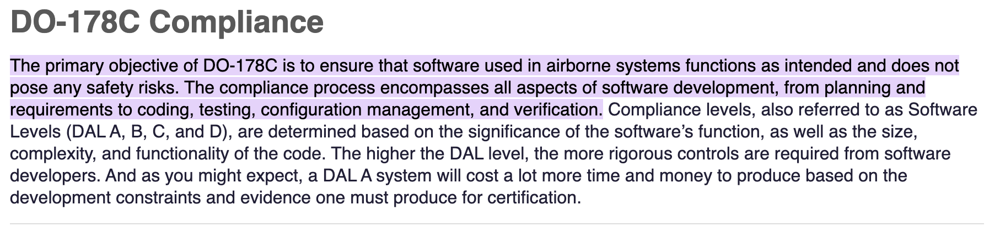 DO-178C Compliance
The primary objective of DO-178C is to ensure that software used in airborne systems functions as intended and does not
pose any safety risks. The compliance process encompasses all aspects of software development, from planning and
requirements to coding, testing, configuration management, and verification. Compliance levels, also referred to as Software
Levels (DAL A, B, C, and D), are determined based on the significance of the software’s function, as well as the size,
complexity, and functionality of the code. The higher the DAL level, the more rigorous controls are required from software
developers. And as you might expect, a DAL A system will cost a lot more time and money to produce based on the
development constraints and evidence one must produce for certification.